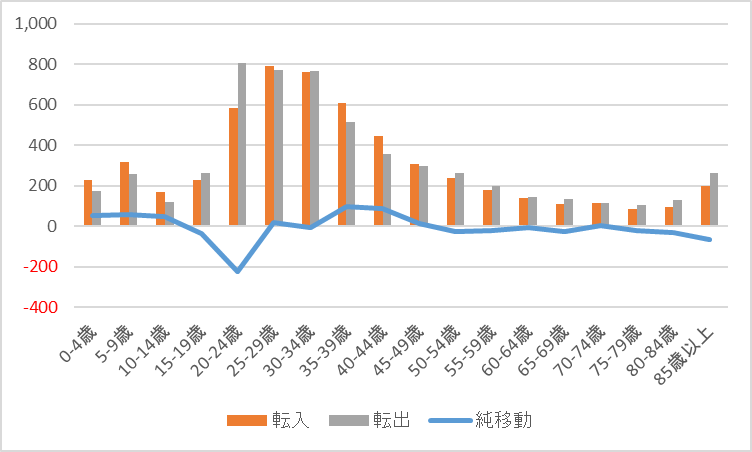 1,000
800
600
400
200
0
-200
-400
0-4歳
5-9歳
10-14歳
15-19歳
20-24歳
25-29歳
30-34歳
35-39歳
40-44歳
45-49歳
50-54歳
55-59歳
60-64歳
65-69歳
70-74歳
75-79歳
80-84歳
85歳以上
転入 転出 純移動